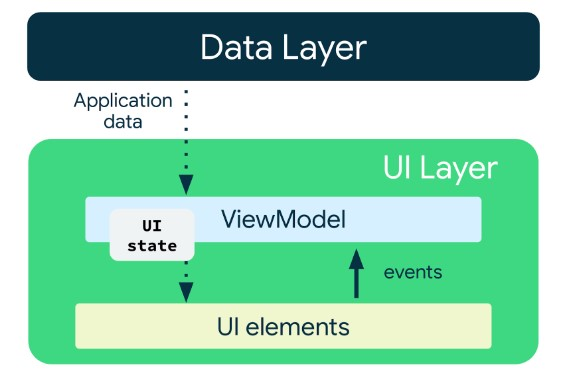 Data Layer
Application
data
UI Layer
ViewModel
UI
state
events
UI elements